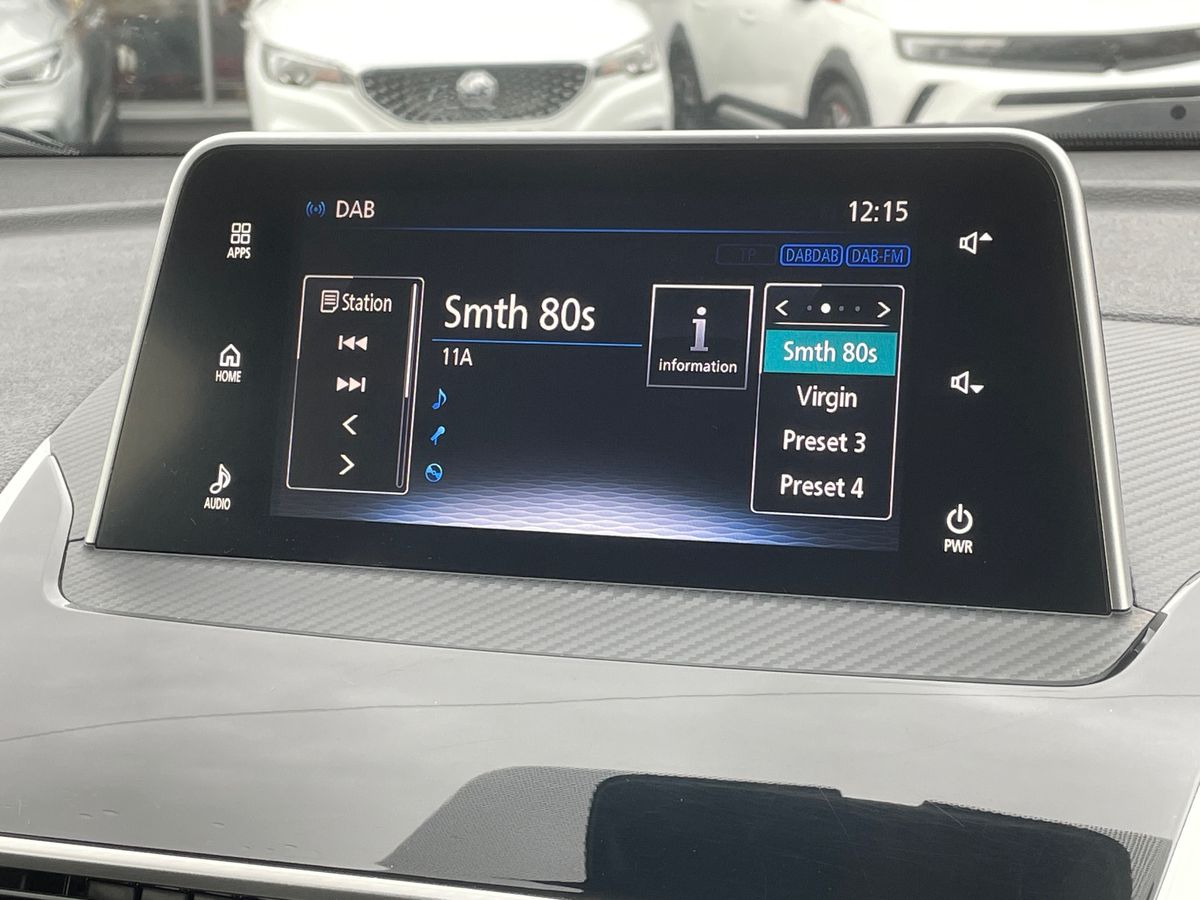 DAB
12:15
APPS
TP
DABDAB
DAB-FM
Station
Smth 80s
11A
information
Smth 80s
Virgin
Preset 3
Preset 4
HOME
AUDIO
PWR